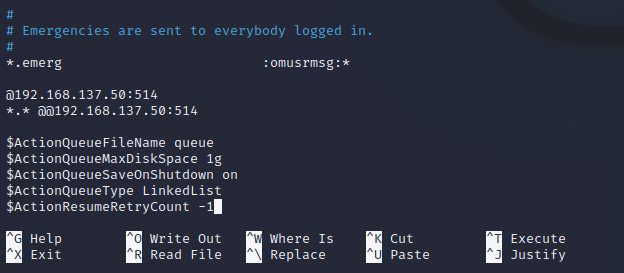 #
# Emergencies are sent to everybody logged in.
#
*.emerg                         :omusrmsg:*
@192.168.137.50:514
*.* @@192.168.137.50:514
$ActionQueueFileName queue
$ActionQueueMaxDiskSpace 1g
$ActionQueueSaveOnShutdown on
$ActionQueueType LinkedList
$ActionResumeRetryCount -1
^G Help ^O Write Out ^W Where Is ^K Cut ^T Execute
^X Exit ^R Read File ^\ Replace ^U Paste ^J Justify